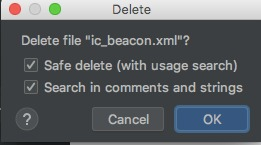 Delete
Delete file "ic_beacon.xml"?
Safe delete (with usage search)
Search in comments and strings
?
Cancel
OK